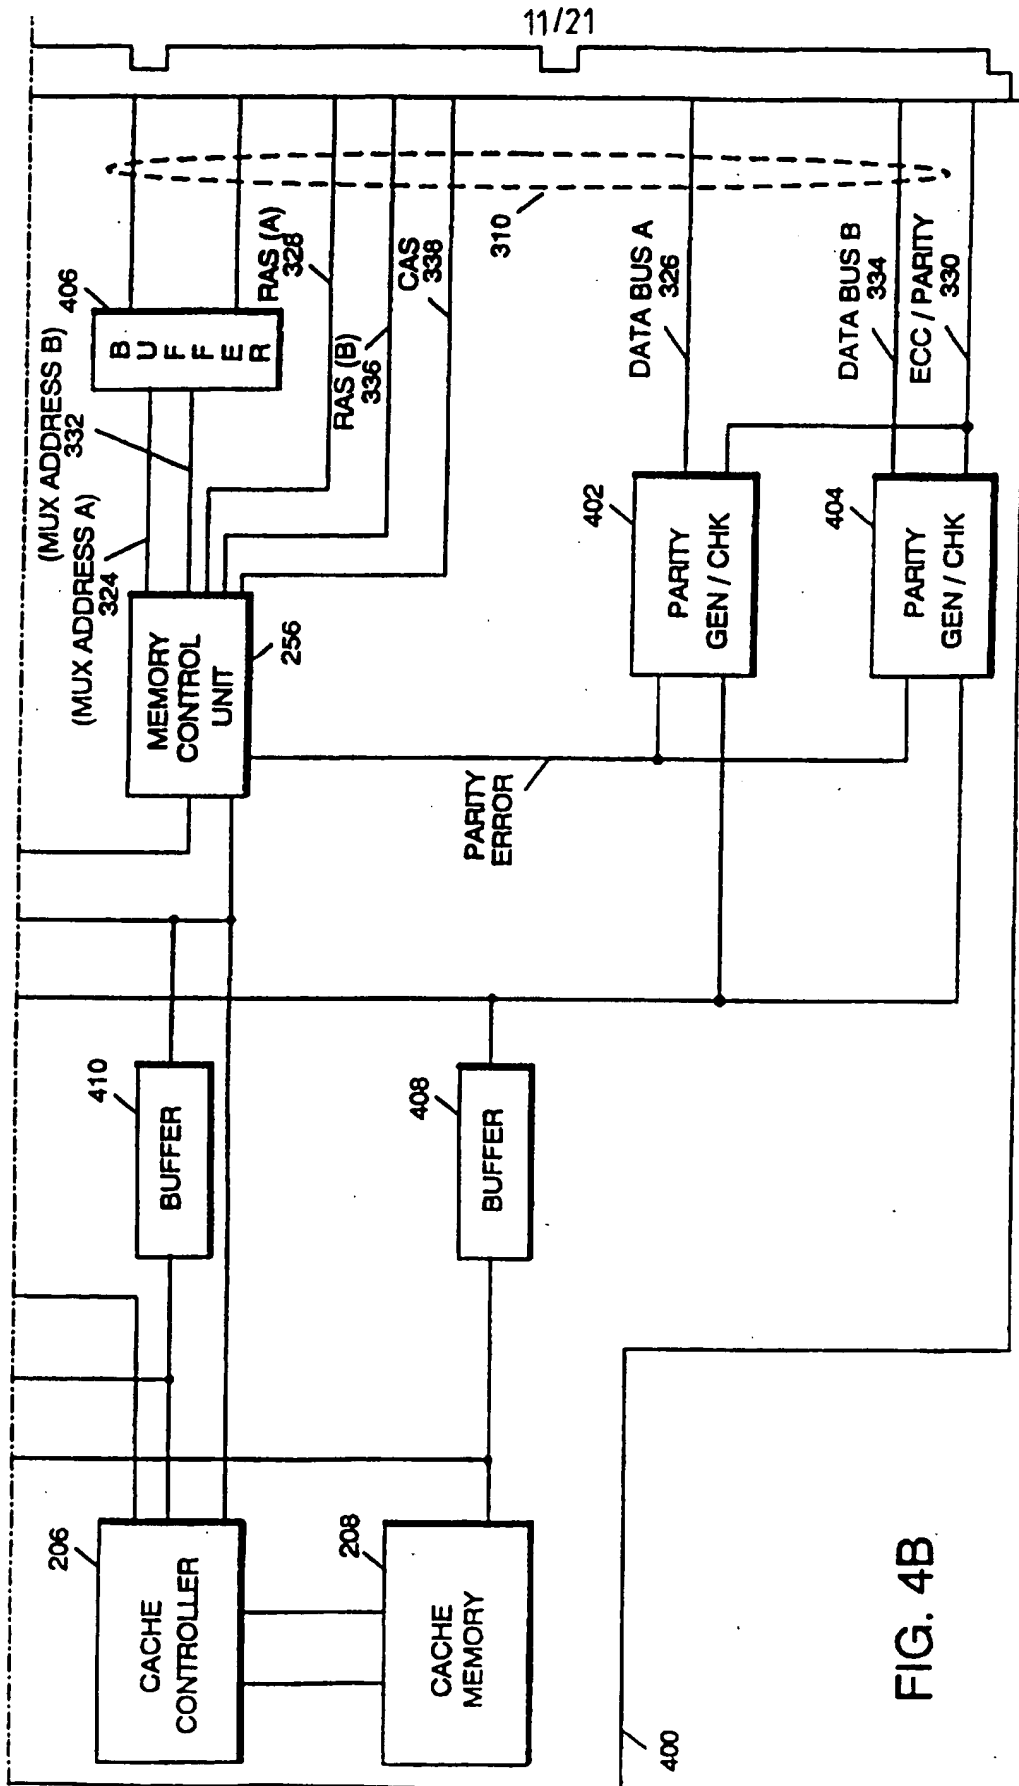 11/21
(MUX ADDRESS A)
324
(MUX ADDRESS B)
332
406
BUFFER
RAS (A)
328
RAS (B)
336
CAS
338
310
DATA BUS A
326
DATA BUS B
334
ECC / PARITY
330
MEMORY
CONTROL
UNIT
256
402
PARITY
GEN / CHK
404
PARITY
GEN / CHK
PARITY
ERROR
410
BUFFER
408
BUFFER
206
CACHE
CONTROLLER
208
CACHE
MEMORY
400
FIG. 4B